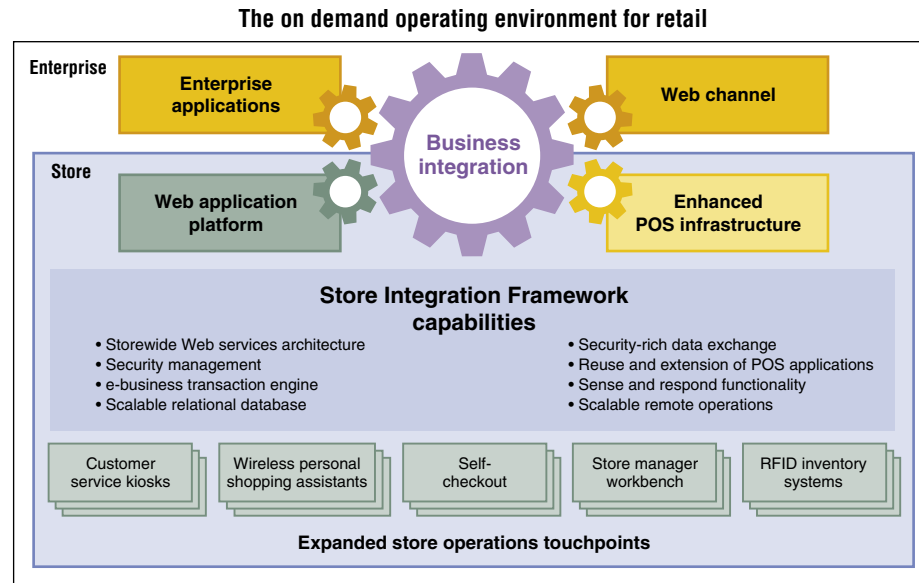 The on demand operating environment for retail
Enterprise
Enterprise
applications
Business
integration
Web channel
Store
Web application
platform
Enhanced
POS infrastructure
Store Integration Framework
capabilities
• Storewide Web services architecture
• Security management
• e-business transaction engine
• Scalable relational database
• Security-rich data exchange
• Reuse and extension of POS applications
• Sense and respond functionality
• Scalable remote operations
Customer
service kiosks
Wireless personal
shopping assistants
Self-
checkout
Store manager
workbench
RFID inventory
systems
Expanded store operations touchpoints